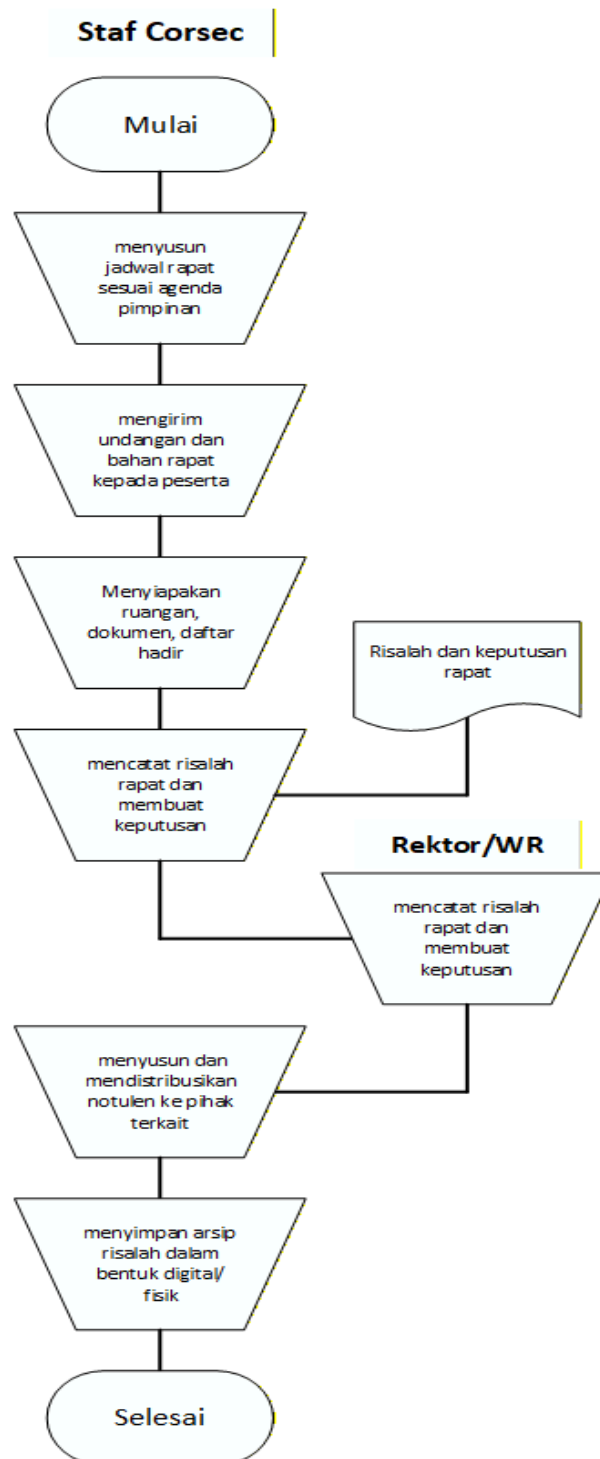 Staf Corsec
Mulai
menyusun
jadwal rapat
sesuai agenda
pimpinan
mengirim
undangan dan
bahan rapat
kepada peserta
Menyiapakan
ruangan,
dokumen, daftar
hadir
Risalah dan keputusan
rapat
mencatat risalah
rapat dan
membuat
keputusan
Rektor/WR
mencatat risalah
rapat dan
membuat
keputusan
menyusun dan
mendistribusikan
notulen ke pihak
terkait
menyimpan arsip
risalah dalam
bentuk digital/
fisik
Selesai